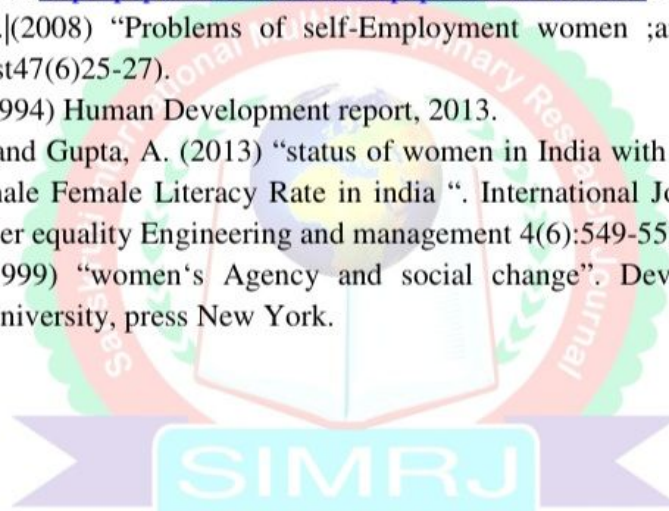 .|(2008) “Problems of self-Employment women ;a
st47(6)25-27).
994) Human Development report, 2013.
and Gupta, A. (2013) “status of women in India with
ale Female Literacy Rate in india “. International Jo
er equality Engineering and management 4(6):549-55
999) “women‘s Agency and social change”. Dev
niversity, press New York.
SIMRJ